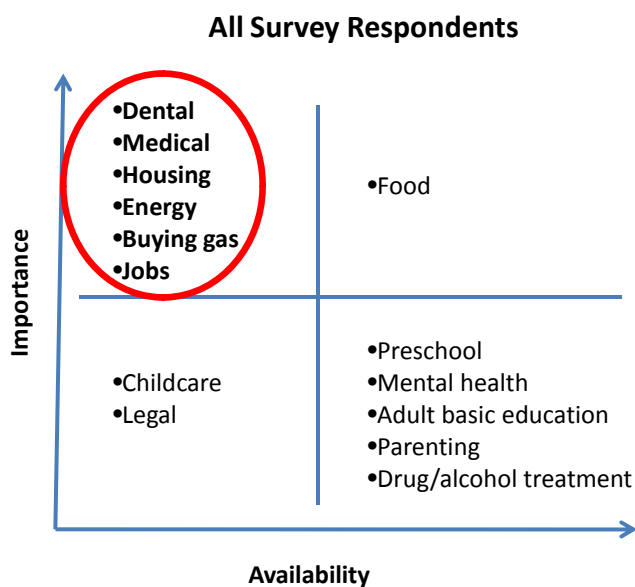 All Survey Respondents
Importance
•Dental
•Medical
•Housing
•Energy
•Buying gas
•Jobs
•Food
•Childcare
•Legal
•Preschool
•Mental health
•Adult basic education
•Parenting
•Drug/alcohol treatment
Availability